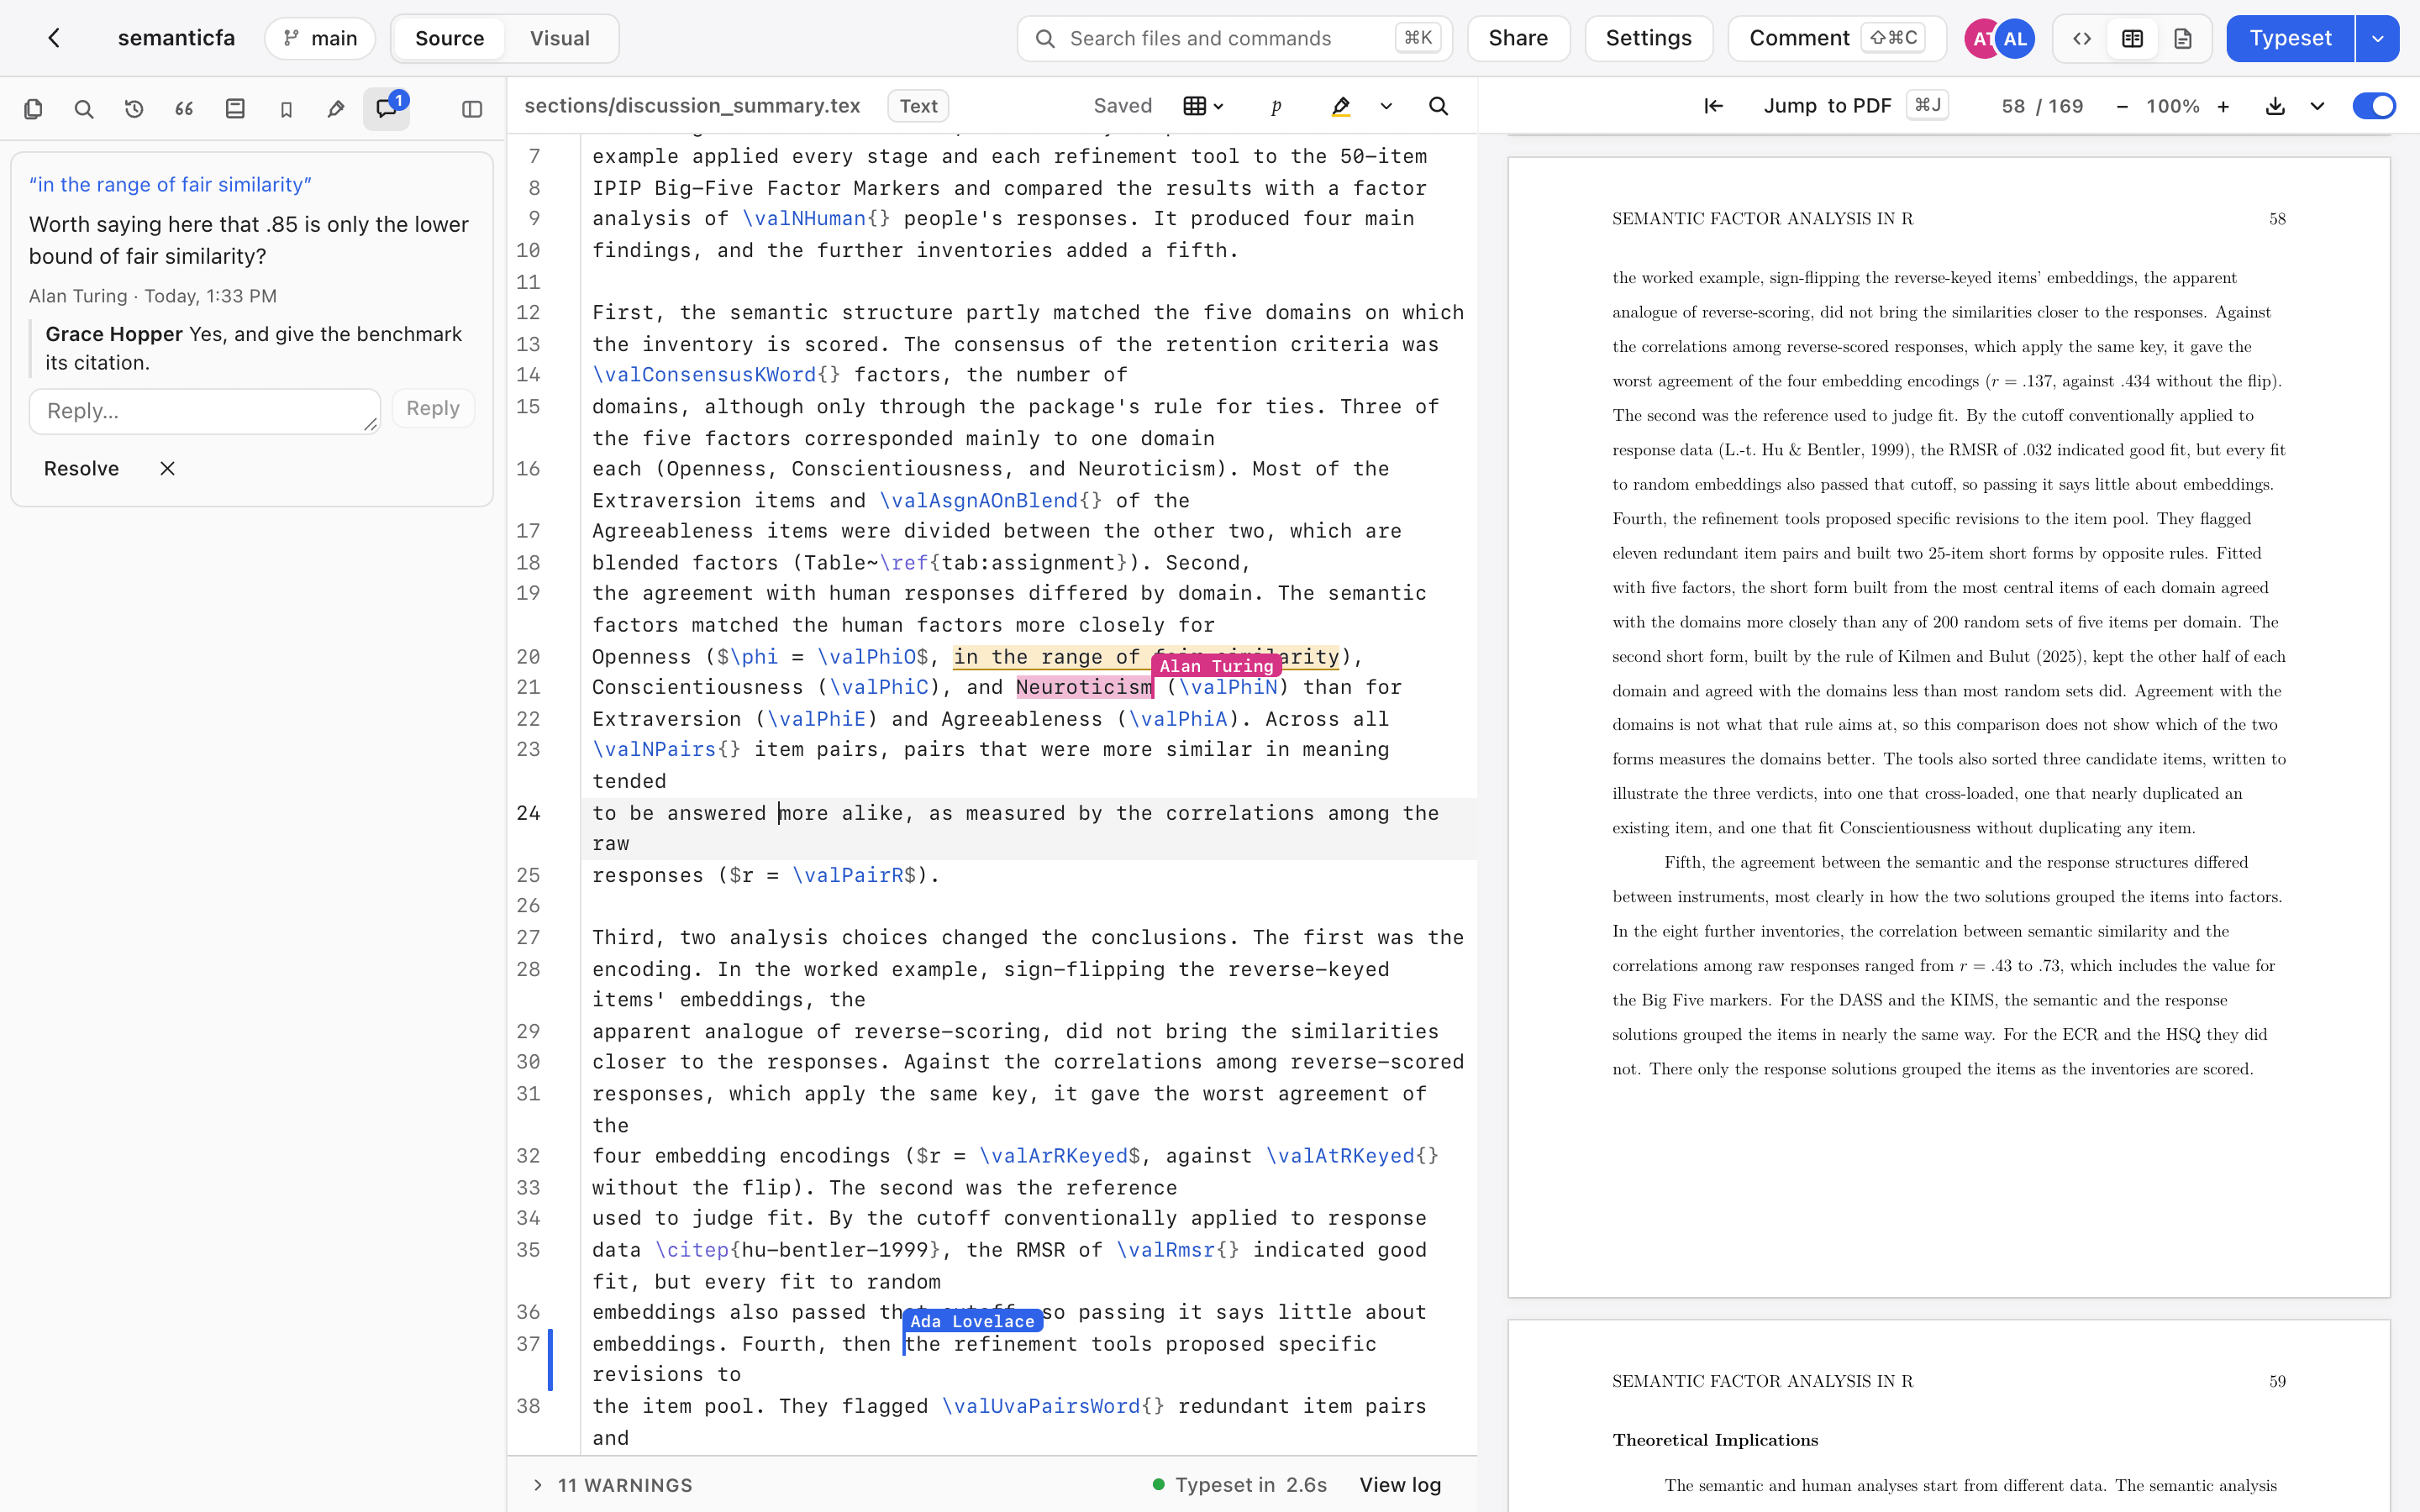 semanticfa
main
Source
Visual
Search files and commands
⌘K
Share
Settings
Comment
⇧⌘C
AT
AL
Typeset
1
sections/discussion_summary.tex
Text
Saved
p
Jump to PDF
⌘J
58 / 169
100%
“in the range of fair similarity”
Worth saying here that .85 is only the lower
bound of fair similarity?
Alan Turing · Today, 1:33 PM
Grace Hopper Yes, and give the benchmark
its citation.
Reply...
Reply
Resolve
7 example applied every stage and each refinement tool to the 50-item
8 IPIP Big-Five Factor Markers and compared the results with a factor
9 analysis of \valNHuman{} people's responses. It produced four main
10 findings, and the further inventories added a fifth.
11
12 First, the semantic structure partly matched the five domains on which
13 the inventory is scored. The consensus of the retention criteria was
14 \valConsensusKWord{} factors, the number of
15 domains, although only through the package's rule for ties. Three of
the five factors corresponded mainly to one domain
16 each (Openness, Conscientiousness, and Neuroticism). Most of the
Extraversion items and \valAsgnAOnBlend{} of the
17 Agreeableness items were divided between the other two, which are
18 blended factors (Table~\ref{tab:assignment}). Second,
19 the agreement with human responses differed by domain. The semantic
factors matched the human factors more closely for
20 Openness ($\phi = \valPhiO$, in the range of fair similarity),
Alan Turing
21 Conscientiousness (\valPhiC), and Neuroticism (\valPhiN) than for
22 Extraversion (\valPhiE) and Agreeableness (\valPhiA). Across all
23 \valNPairs{} item pairs, pairs that were more similar in meaning
tended
24 to be answered more alike, as measured by the correlations among the
raw
25 responses ($r = \valPairR$).
26
27 Third, two analysis choices changed the conclusions. The first was the
28 encoding. In the worked example, sign-flipping the reverse-keyed
items' embeddings, the
29 apparent analogue of reverse-scoring, did not bring the similarities
30 closer to the responses. Against the correlations among reverse-scored
31 responses, which apply the same key, it gave the worst agreement of
the
32 four embedding encodings ($r = \valArRKeyed$, against \valAtRKeyed{}
33 without the flip). The second was the reference
34 used to judge fit. By the cutoff conventionally applied to response
35 data \citep{hu-bentler-1999}, the RMSR of \valRmsr{} indicated good
fit, but every fit to random
36 embeddings also passed that cutoff, so passing it says little about
Ada Lovelace
37 embeddings. Fourth, then the refinement tools proposed specific
revisions to
38 the item pool. They flagged \valUvaPairsWord{} redundant item pairs
and
11 WARNINGS
Typeset in 2.6s
View log
SEMANTIC FACTOR ANALYSIS IN R 58
the worked example, sign-flipping the reverse-keyed items’ embeddings, the apparent
analogue of reverse-scoring, did not bring the similarities closer to the responses. Against
the correlations among reverse-scored responses, which apply the same key, it gave the
worst agreement of the four embedding encodings (r = .137, against .434 without the flip).
The second was the reference used to judge fit. By the cutoff conventionally applied to
response data (L.-t. Hu & Bentler, 1999), the RMSR of .032 indicated good fit, but every fit
to random embeddings also passed that cutoff, so passing it says little about embeddings.
Fourth, the refinement tools proposed specific revisions to the item pool. They flagged
eleven redundant item pairs and built two 25-item short forms by opposite rules. Fitted
with five factors, the short form built from the most central items of each domain agreed
with the domains more closely than any of 200 random sets of five items per domain. The
second short form, built by the rule of Kilmen and Bulut (2025), kept the other half of each
domain and agreed with the domains less than most random sets did. Agreement with the
domains is not what that rule aims at, so this comparison does not show which of the two
forms measures the domains better. The tools also sorted three candidate items, written to
illustrate the three verdicts, into one that cross-loaded, one that nearly duplicated an
existing item, and one that fit Conscientiousness without duplicating any item.
Fifth, the agreement between the semantic and the response structures differed
between instruments, most clearly in how the two solutions grouped the items into factors.
In the eight further inventories, the correlation between semantic similarity and the
correlations among raw responses ranged from r = .43 to .73, which includes the value for
the Big Five markers. For the DASS and the KIMS, the semantic and the response
solutions grouped the items in nearly the same way. For the ECR and the HSQ they did
not. There only the response solutions grouped the items as the inventories are scored.
SEMANTIC FACTOR ANALYSIS IN R 59
Theoretical Implications
The semantic and human analyses start from different data. The semantic analysis